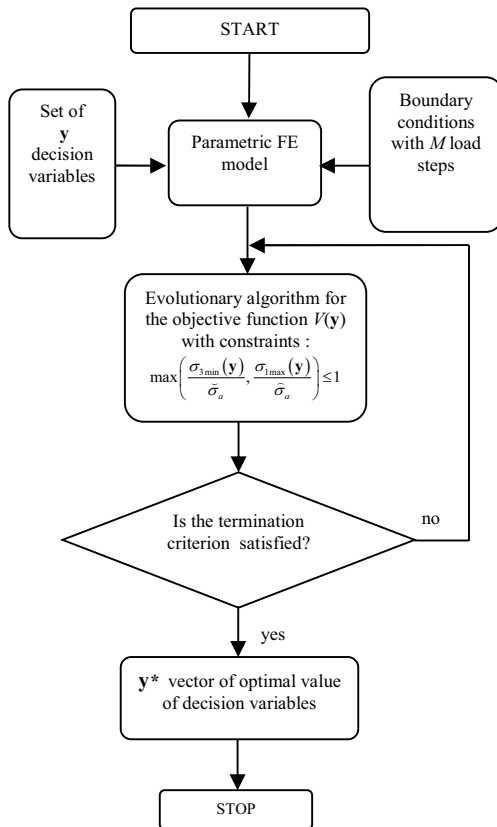 START
Set of
y
decision
variables
Parametric FE
model
Boundary
conditions
with M load
steps
Evolutionary algorithm for
the objective function V(y)
with constraints :
max(σ₃ₘᵢₙ(y)/σ̆ₐ, σ₁ₘₐₓ(y)/σ̂ₐ) ≤ 1
Is the termination
criterion satisfied?
no
yes
y* vector of optimal value
of decision variables
STOP